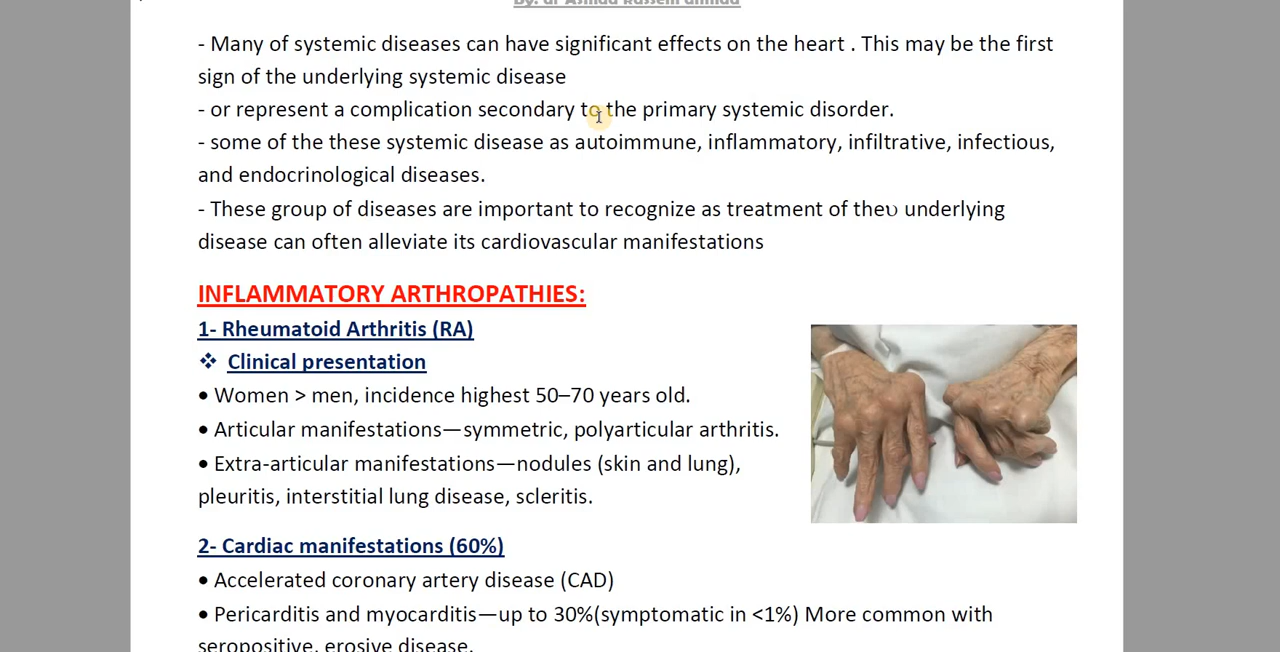 - Many of systemic diseases can have significant effects on the heart . This may be the first
sign of the underlying systemic disease
- or represent a complication secondary to the primary systemic disorder.
- some of the these systemic disease as autoimmune, inflammatory, infiltrative, infectious,
and endocrinological diseases.
- These group of diseases are important to recognize as treatment of theυ underlying
disease can often alleviate its cardiovascular manifestations
INFLAMMATORY ARTHROPATHIES:
1- Rheumatoid Arthritis (RA)
❖ Clinical presentation
• Women > men, incidence highest 50–70 years old.
• Articular manifestations—symmetric, polyarticular arthritis.
• Extra-articular manifestations—nodules (skin and lung),
pleuritis, interstitial lung disease, scleritis.
2- Cardiac manifestations (60%)
• Accelerated coronary artery disease (CAD)
• Pericarditis and myocarditis—up to 30%(symptomatic in <1%) More common with
seropositive, erosive disease.